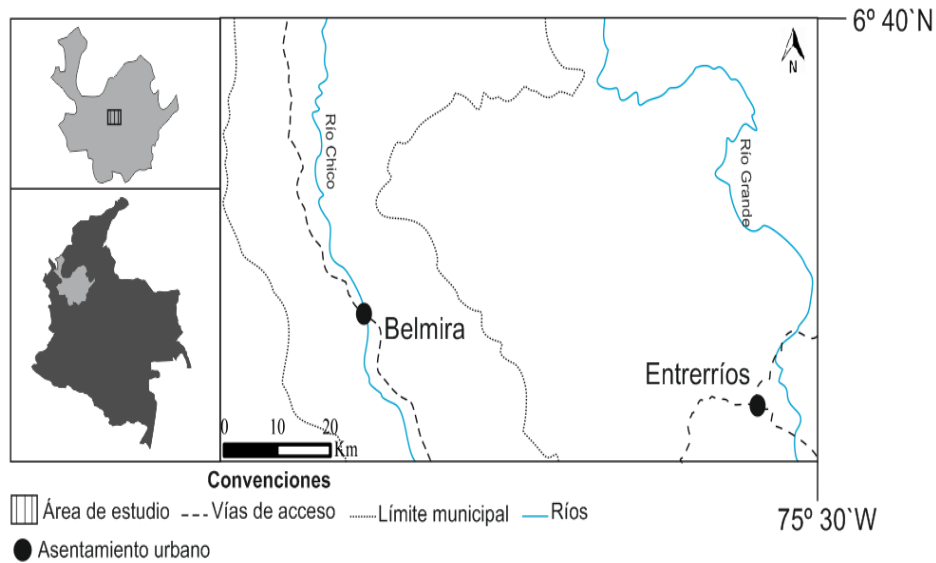 6º 40`N
N
Río Chico
Río Grande
Belmira
Entrerríos
0 10 20
Km
Convenciones
Área de estudio Vías de acceso Límite municipal Ríos
75º 30`W
Asentamiento urbano